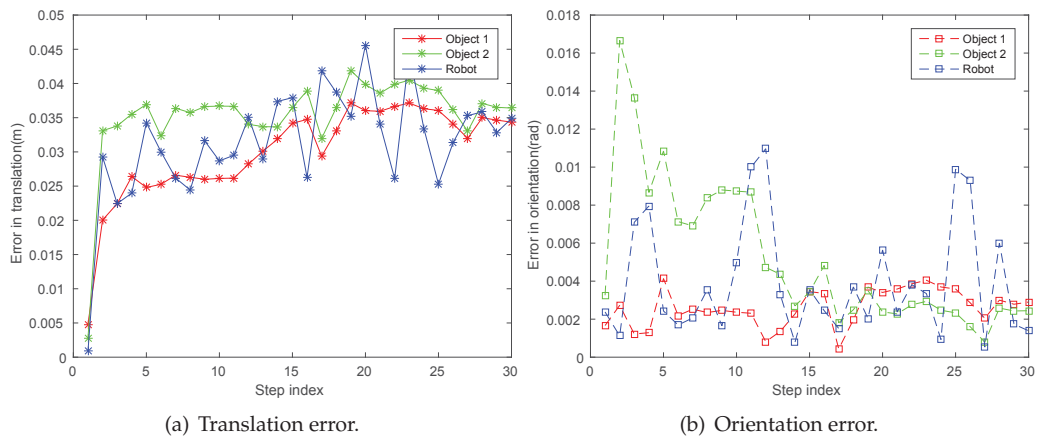 0.05
0.045
0.04
0.035
0.03
0.025
0.02
0.015
0.01
0.005
0
Error in translation(m)
Object 1
Object 2
Robot
0 5 10 15 20 25 30
Step index
(a) Translation error.
0.018
0.016
0.014
0.012
0.01
0.008
0.006
0.004
0.002
0
Error in orientation(rad)
Object 1
Object 2
Robot
0 5 10 15 20 25 30
Step index
(b) Orientation error.